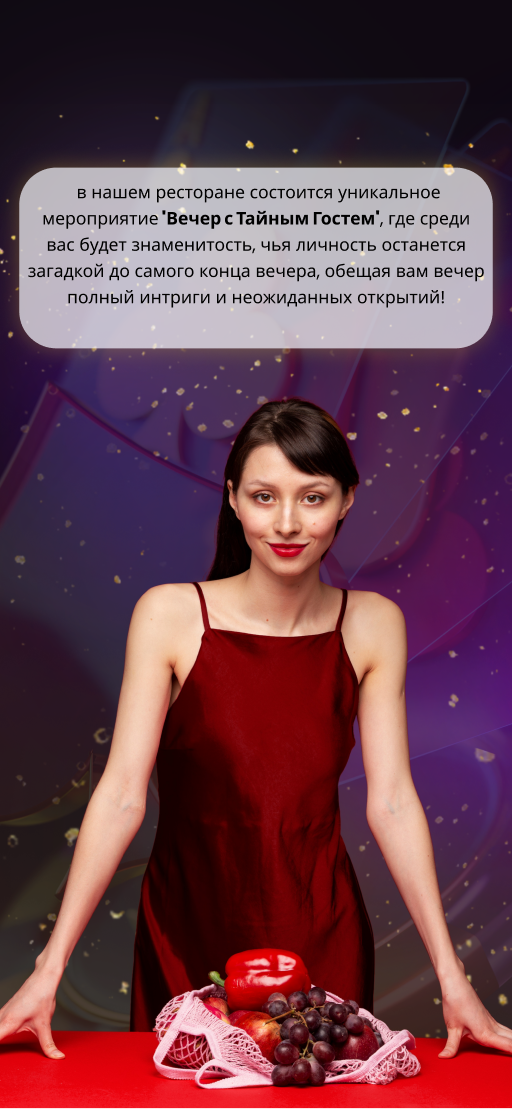 в нашем ресторане состоится уникальное
мероприятие "Вечер с Тайным Гостем", где среди
вас будет знаменитость, чья личность останется
загадкой до самого конца вечера, обещая вам вечер
полный интриги и неожиданных открытий!